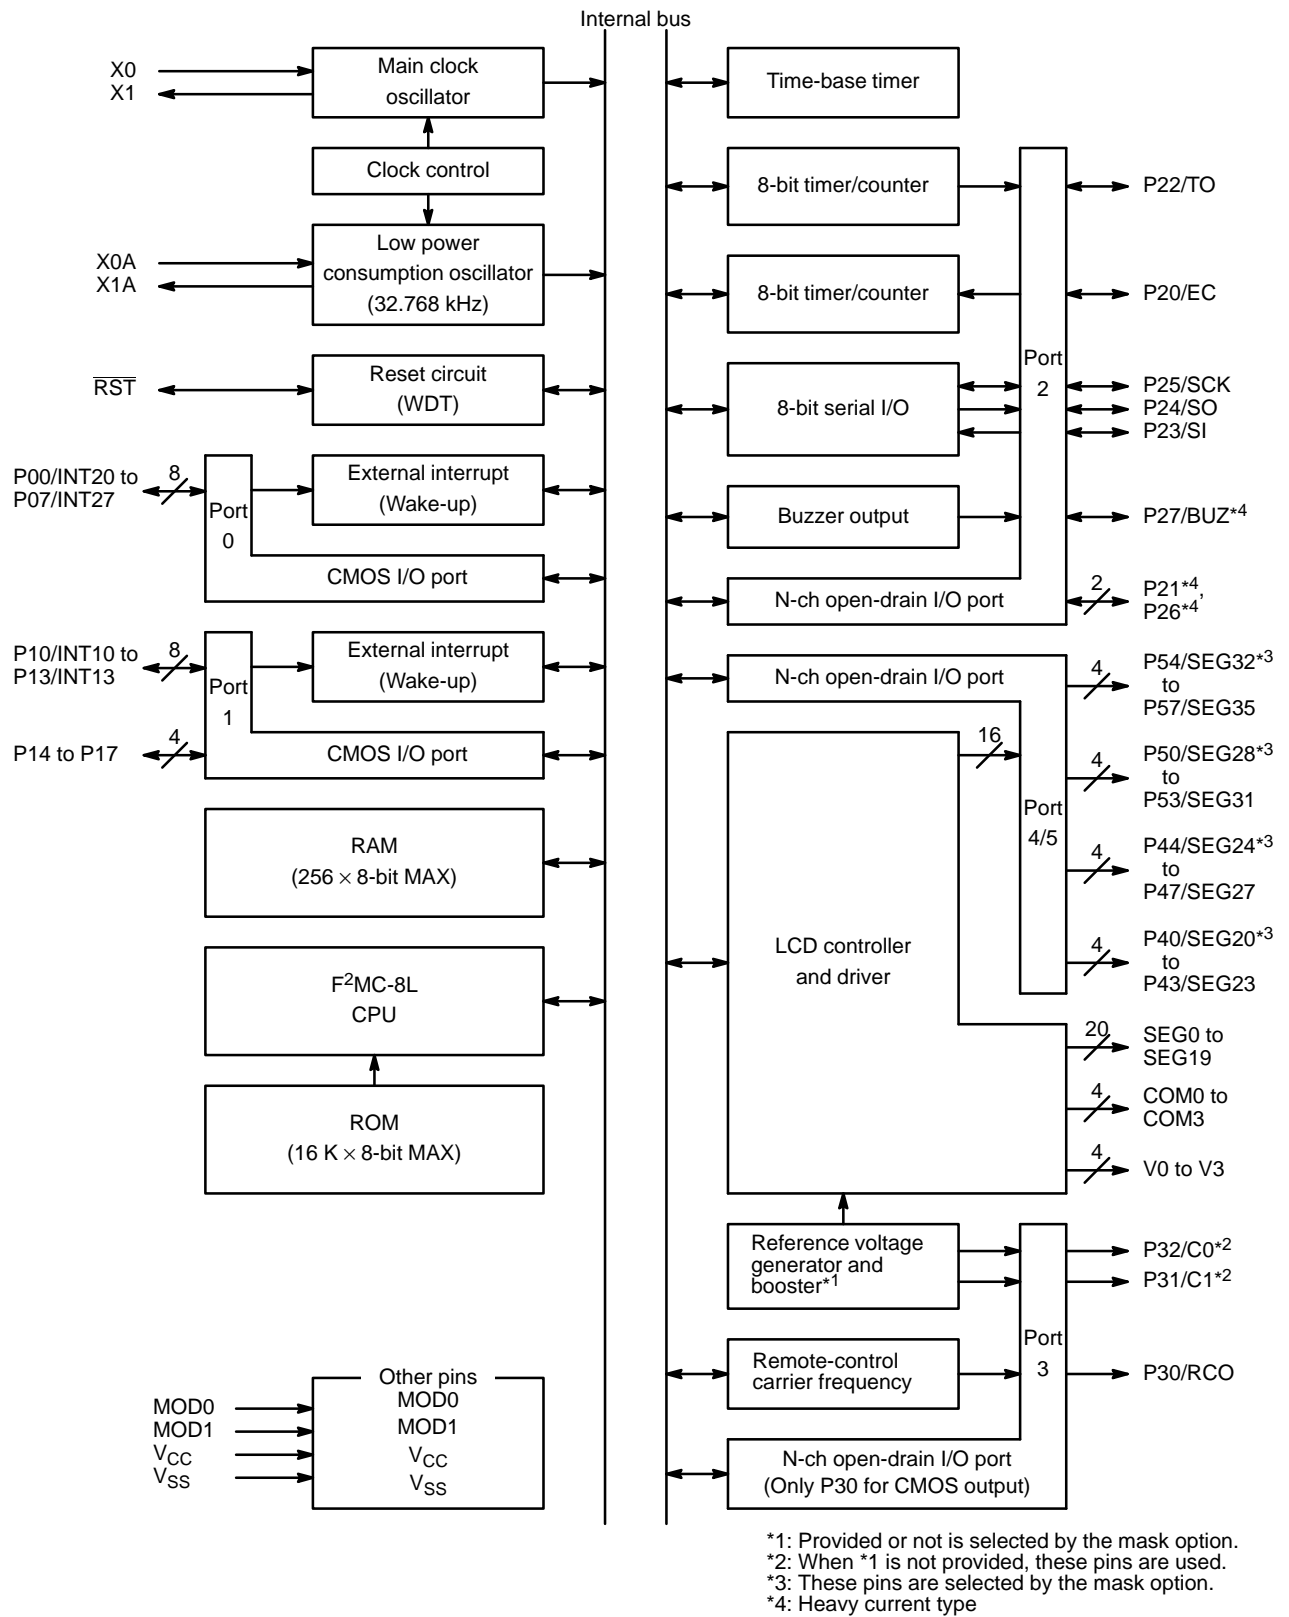 Internal bus
X0
X1
Main clock
oscillator
Clock control
X0A
X1A
Low power
consumption oscillator
(32.768 kHz)
RST
Reset circuit
(WDT)
P00/INT20 to
P07/INT27
8
Port
0
External interrupt
(Wake-up)
CMOS I/O port
P10/INT10 to
P13/INT13
8
Port
1
External interrupt
(Wake-up)
P14 to P17
4
CMOS I/O port
RAM
(256 × 8-bit MAX)
F2MC-8L
CPU
ROM
(16 K × 8-bit MAX)
Other pins
MOD0
MOD1
VCC
VSS
MOD0
MOD1
VCC
VSS
Time-base timer
8-bit timer/counter
P22/TO
8-bit timer/counter
P20/EC
Port
2
8-bit serial I/O
P25/SCK
P24/SO
P23/SI
Buzzer output
P27/BUZ*4
N-ch open-drain I/O port
2
P21*4,
P26*4
N-ch open-drain I/O port
4
P54/SEG32*3
to
P57/SEG35
16
4
P50/SEG28*3
to
P53/SEG31
Port
4/5
4
P44/SEG24*3
to
P47/SEG27
LCD controller
and driver
4
P40/SEG20*3
to
P43/SEG23
20
SEG0 to
SEG19
4
COM0 to
COM3
4
V0 to V3
Reference voltage
generator and
booster*1
P32/C0*2
P31/C1*2
Port
3
Remote-control
carrier frequency
P30/RCO
N-ch open-drain I/O port
(Only P30 for CMOS output)
*1: Provided or not is selected by the mask option.
*2: When *1 is not provided, these pins are used.
*3: These pins are selected by the mask option.
*4: Heavy current type